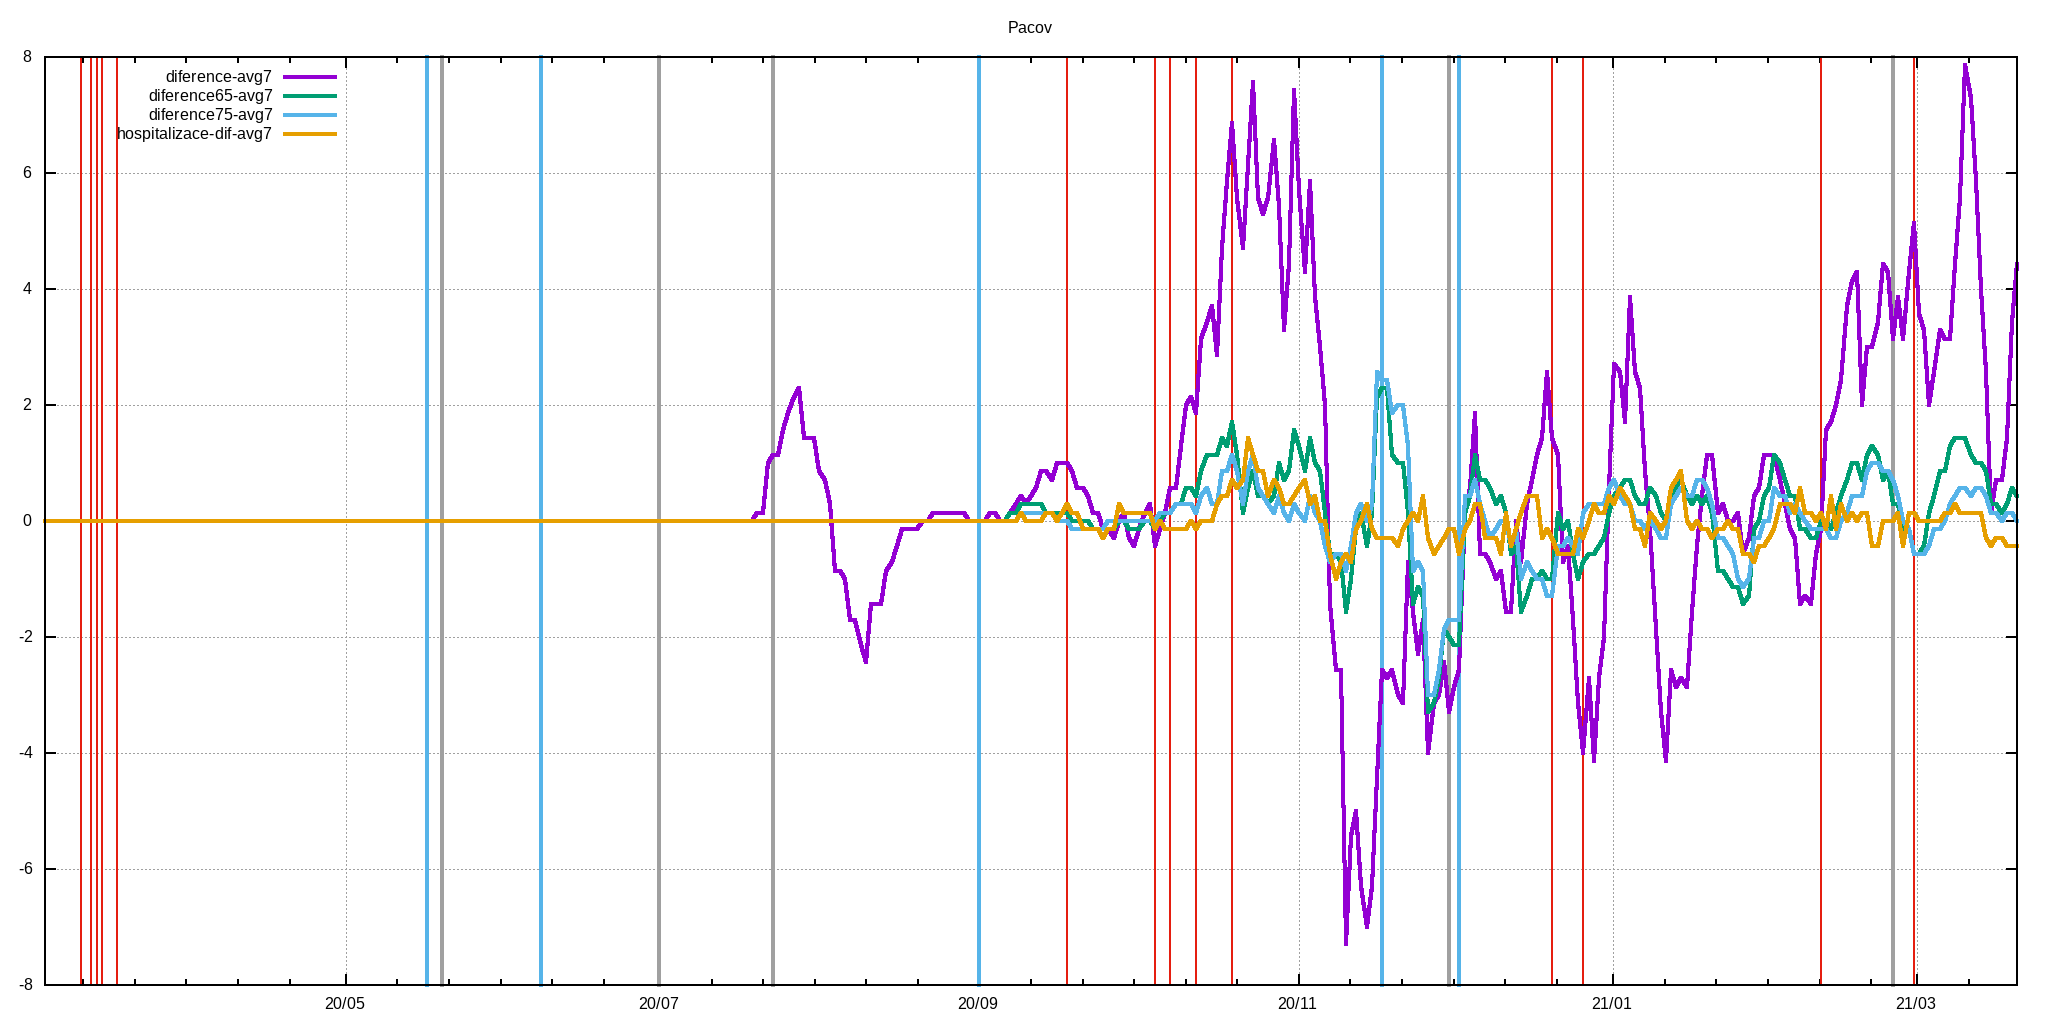 Pacov
diference-avg7
diference65-avg7
diference75-avg7
hospitalizace-dif-avg7
8
6
4
2
0
-2
-4
-6
-8
20/05 20/07 20/09 20/11 21/01 21/03